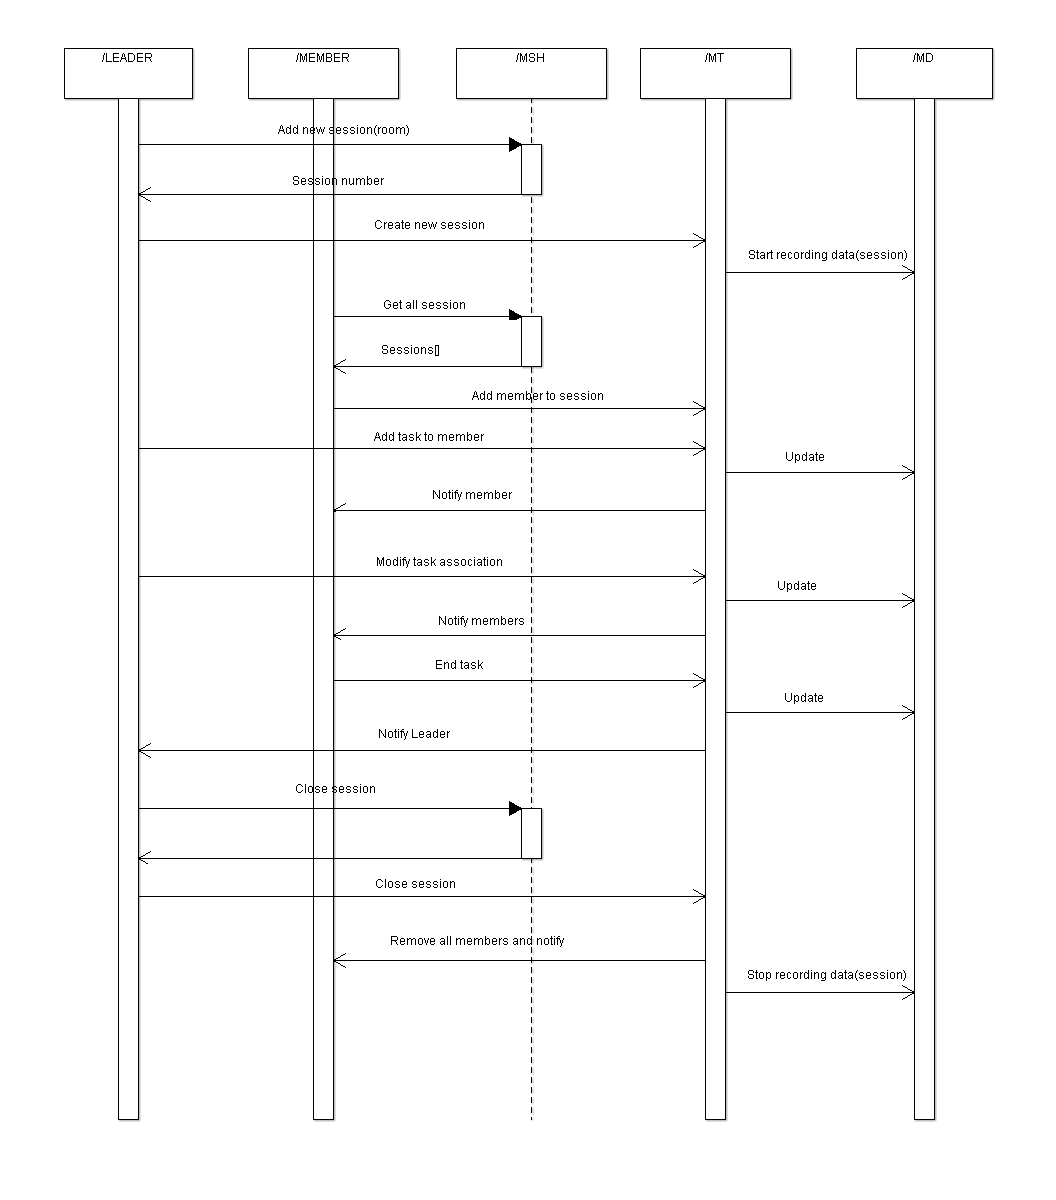 /LEADER
/MEMBER
/MSH
/MT
/MD
Add new session(room)
Session number
Create new session
Start recording data(session)
Get all session
Sessions[]
Add member to session
Add task to member
Update
Notify member
Modify task association
Update
Notify members
End task
Update
Notify Leader
Close session
Close session
Remove all members and notify
Stop recording data(session)